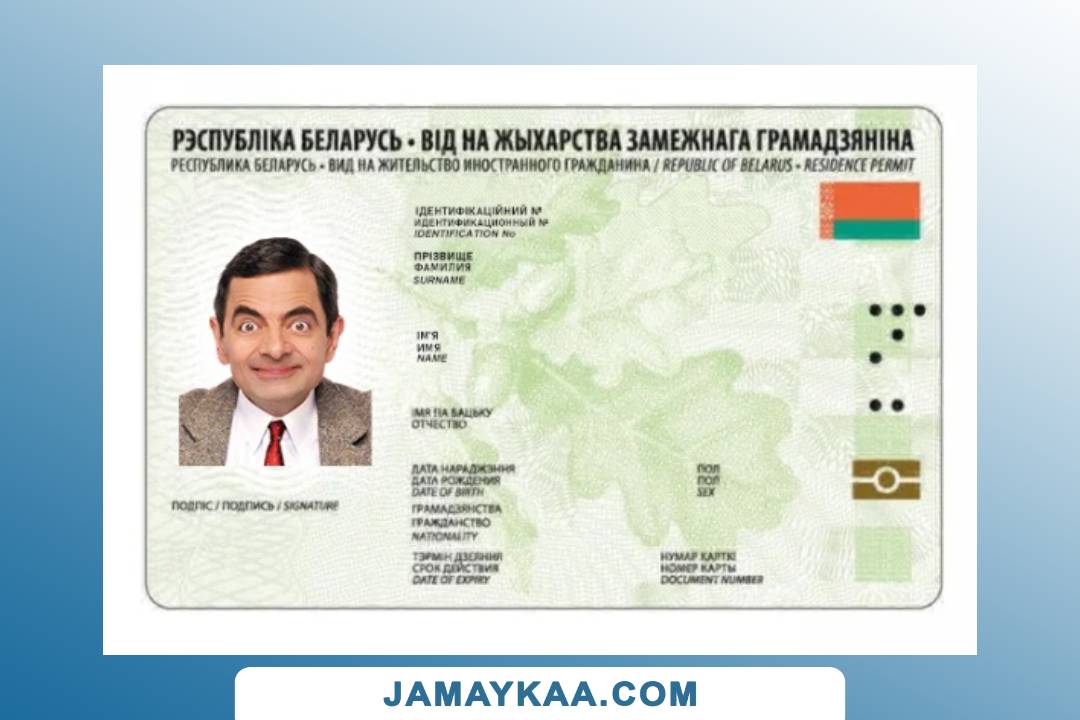 РЭСПУБЛІКА БЕЛАРУСЬ • ВІД НА ЖЫХАРСТВА ЗАМЕЖНАГА ГРАМАДЗЯНІНА
РЕСПУБЛИКА БЕЛАРУСЬ • ВИД НА ЖИТЕЛЬСТВО ИНОСТРАННОГО ГРАЖДАНИНА / REPUBLIC OF BELARUS • RESIDENCE PERMIT
ІДЕНТИФІКАЦІЙНИЙ №
ИДЕНТИФИКАЦИОННЫЙ №
IDENTIFICATION No
ПРІЗВИЩЕ
ФАМИЛИЯ
SURNAME
ІМ'Я
ИМЯ
NAME
ІМЯ ПА БАЦЬКУ
ОТЧЕСТВО
ДАТА НАРАДЖЭННЯ
ДАТА РОЖДЕНИЯ
DATE OF BIRTH
ПОЛ
ПОЛ
SEX
ПОДПІС / ПОДПИСЬ / SIGNATURE
ГРАМАДЗЯНСТВА
ГРАЖДАНСТВО
NATIONALITY
ТЭРМІН ДЗЕЯННЯ
СРОК ДЕЙСТВИЯ
DATE OF EXPIRY
НУМАР КАРТКІ
НОМЕР КАРТЫ
DOCUMENT NUMBER
JAMAYKAA.COM